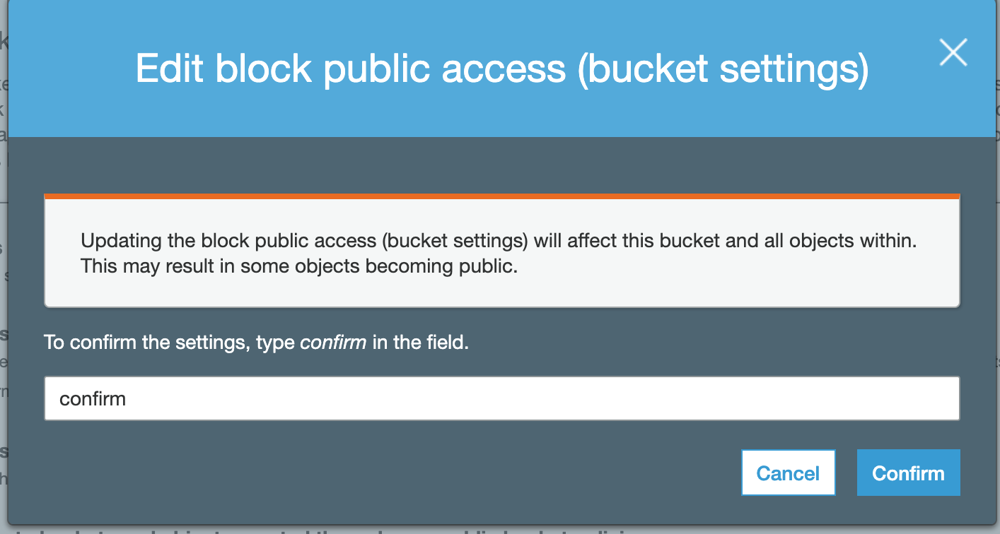 Edit block public access (bucket settings)
Updating the block public access (bucket settings) will affect this bucket and all objects within.
This may result in some objects becoming public.
To confirm the settings, type confirm in the field.
confirm
Cancel
Confirm